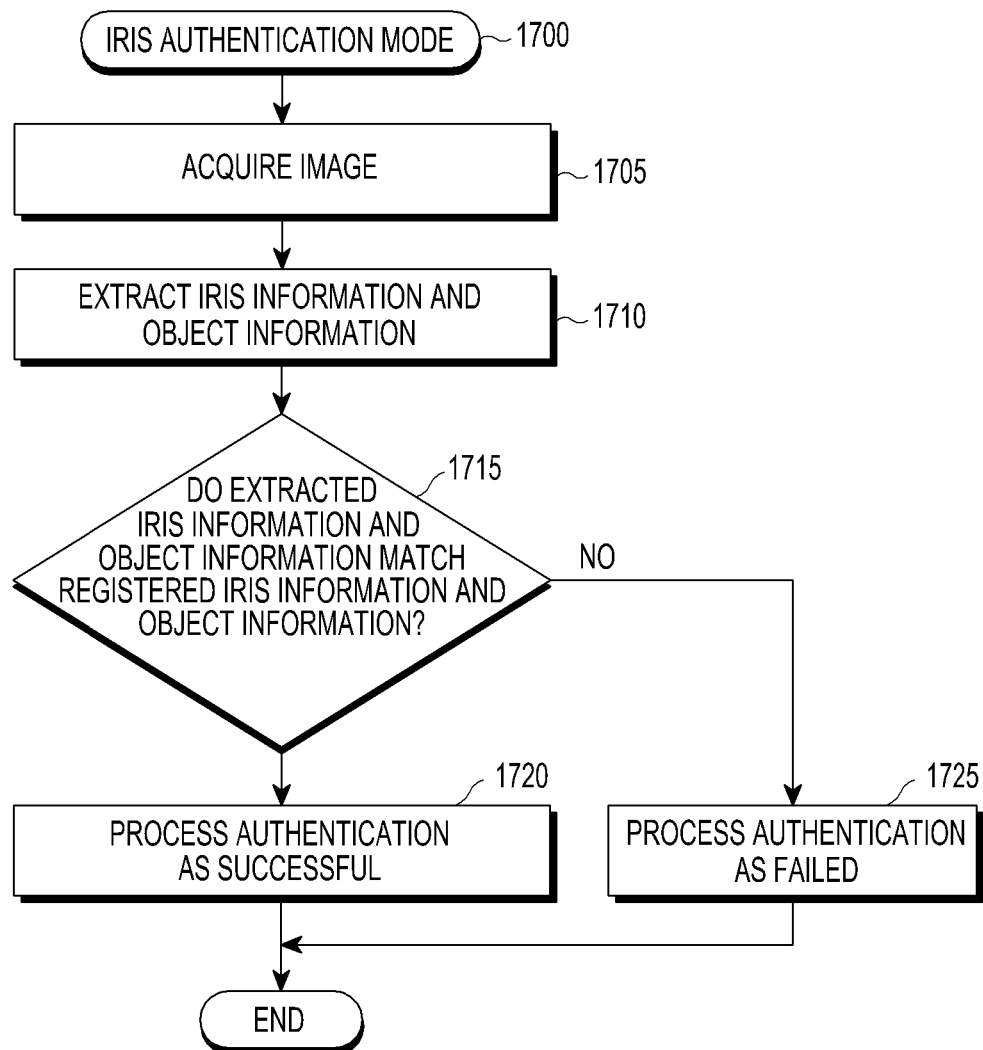 IRIS AUTHENTICATION MODE
1700
ACQUIRE IMAGE
1705
EXTRACT IRIS INFORMATION AND
OBJECT INFORMATION
1710
1715
DO EXTRACTED
IRIS INFORMATION AND
OBJECT INFORMATION MATCH
REGISTERED IRIS INFORMATION AND
OBJECT INFORMATION?
NO
1720
PROCESS AUTHENTICATION
AS SUCCESSFUL
1725
PROCESS AUTHENTICATION
AS FAILED
END